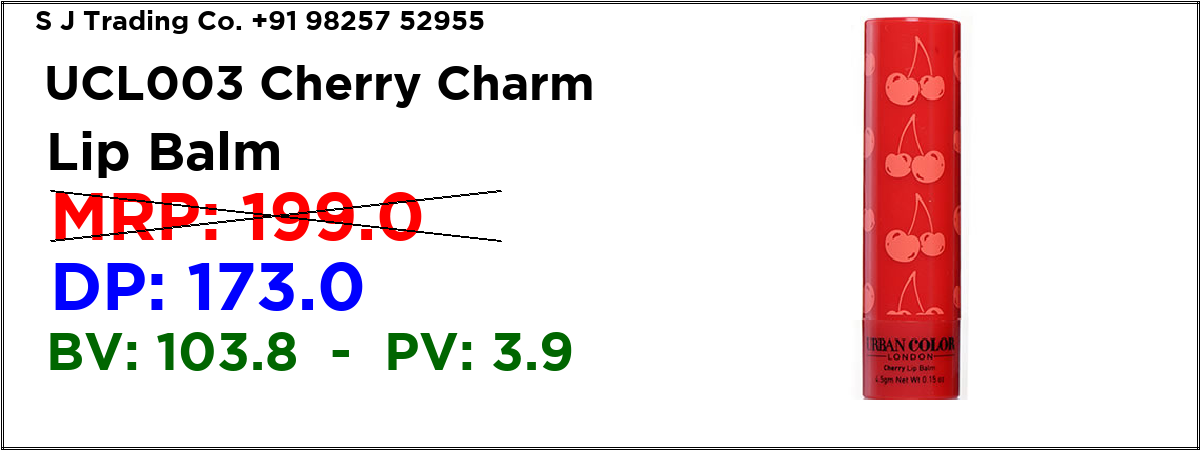 S J Trading Co. +91 98257 52955
UCL003 Cherry Charm
Lip Balm
MRP: 199.0
DP: 173.0
BV: 103.8 - PV: 3.9
URBAN COLOR
LONDON
Cherry Lip Balm
4.5gm Net Wt 0.15 oz